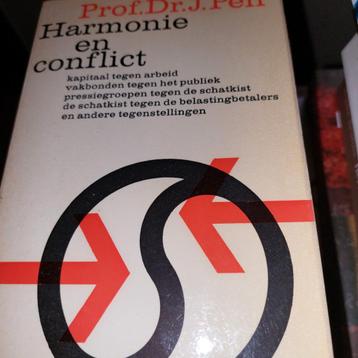 Prof.Dr.J.Pen
Harmonie
en
conflict
kapitaal tegen arbeid
vakbonden tegen het publiek
pressiegroepen tegen de schatkist
de schatkist tegen de belastingbetalers
en andere tegenstellingen